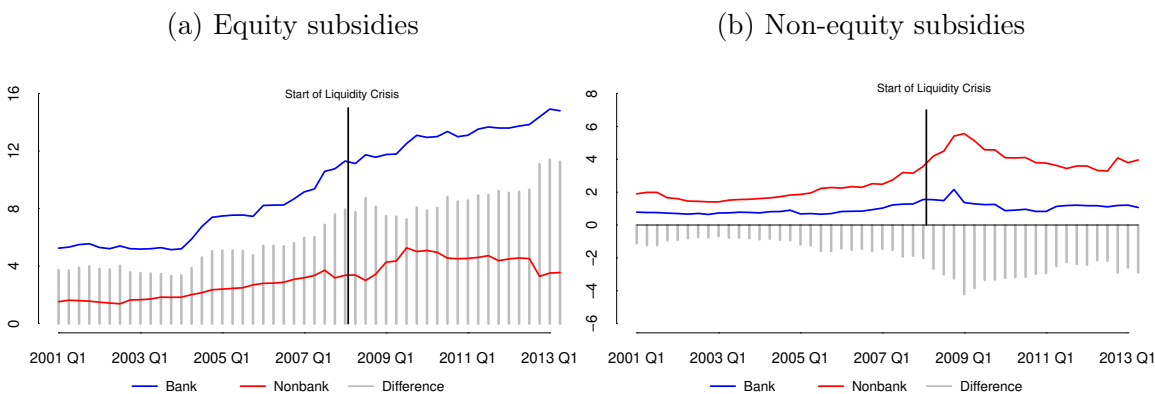 (a) Equity subsidies
Start of Liquidity Crisis
16
12
8
4
0
2001 Q1 2003 Q1 2005 Q1 2007 Q1 2009 Q1 2011 Q1 2013 Q1
Bank Nonbank Difference
(b) Non-equity subsidies
Start of Liquidity Crisis
8
6
4
2
0
−2
−4
−6
2001 Q1 2003 Q1 2005 Q1 2007 Q1 2009 Q1 2011 Q1 2013 Q1
Bank Nonbank Difference